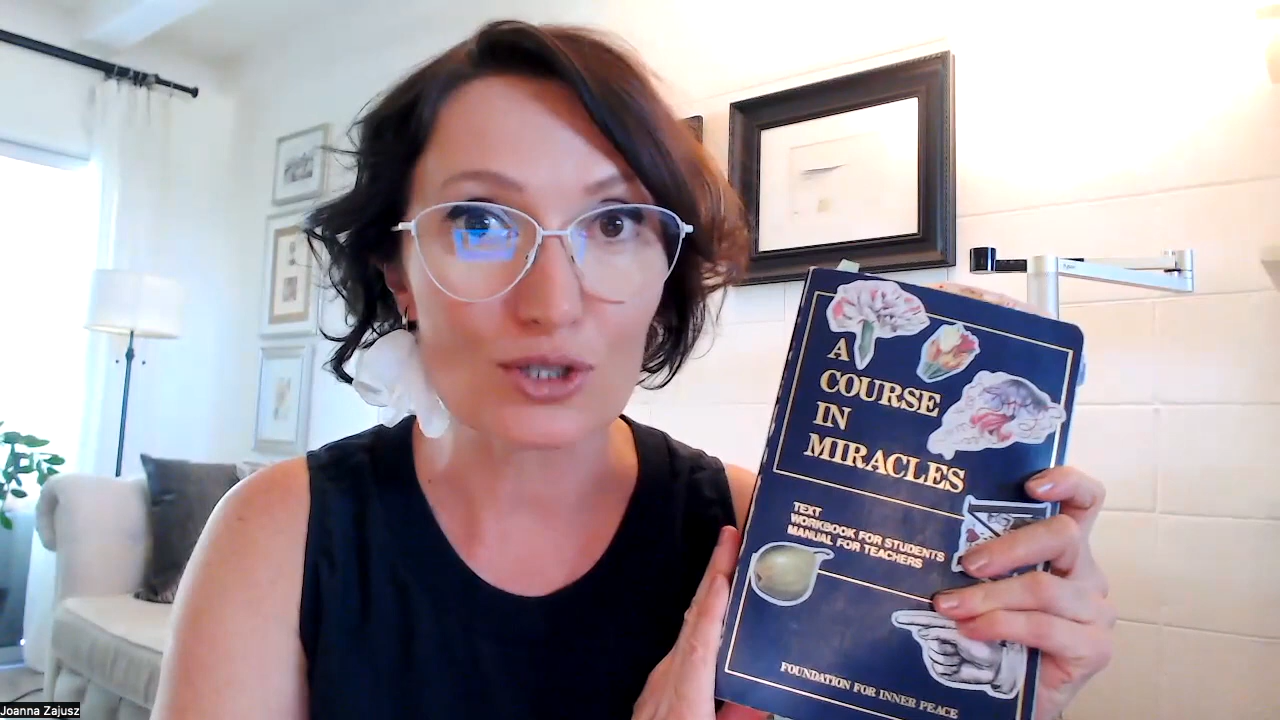 A
COURSE
IN
MIRACLES
TEXT
WORKBOOK FOR STUDENTS
MANUAL FOR TEACHERS
FOUNDATION FOR INNER PEACE
Joanna Zajusz